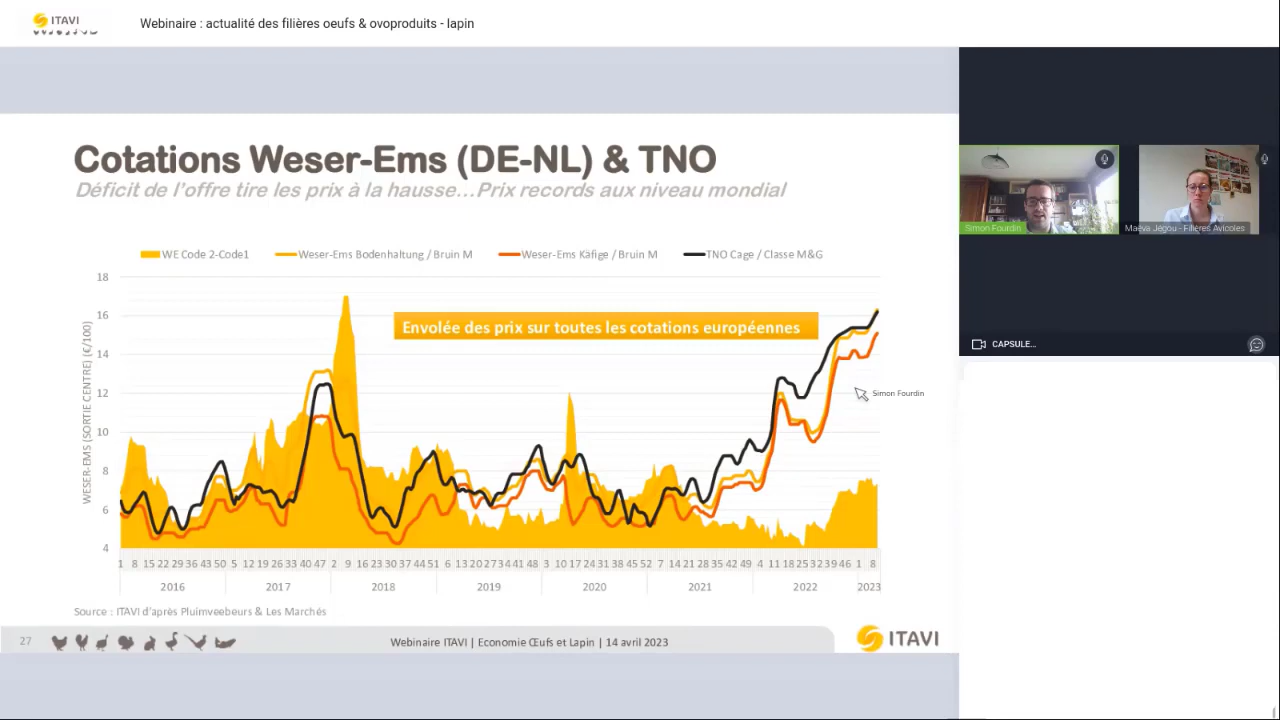 ITAVI
Webinaire : actualité des filières oeufs & ovoproduits - lapin
Cotations Weser-Ems (DE-NL) & TNO
Déficit de l'offre tire les prix à la hausse...Prix records aux niveau mondial
WE Code 2-Code1 Weser-Ems Bodenhaltung / Bruin M Weser-Ems Käfige / Bruin M TNO Cage / Classe M&G
WESER-EMS (SORTIE CENTRE) (€/100)
18
16
14
12
10
8
6
4
Envolée des prix sur toutes les cotations européennes
1 8 15 22 29 36 43 50 5 12 19 26 33 40 47 2 9 16 23 30 37 44 51 6 13 20 27 34 41 48 3 10 17 24 31 38 45 52 7 14 21 28 35 42 49 4 11 18 25 32 39 46 1 8
2016 2017 2018 2019 2020 2021 2022 2023
Source : ITAVI d'après Pluimveebeurs & Les Marchés
27
Webinaire ITAVI | Economie Œufs et Lapin | 14 avril 2023
ITAVI
Simon Fourdin
Simon Fourdin
Maëva Jégou - Filières Avicoles
CAPSULE...